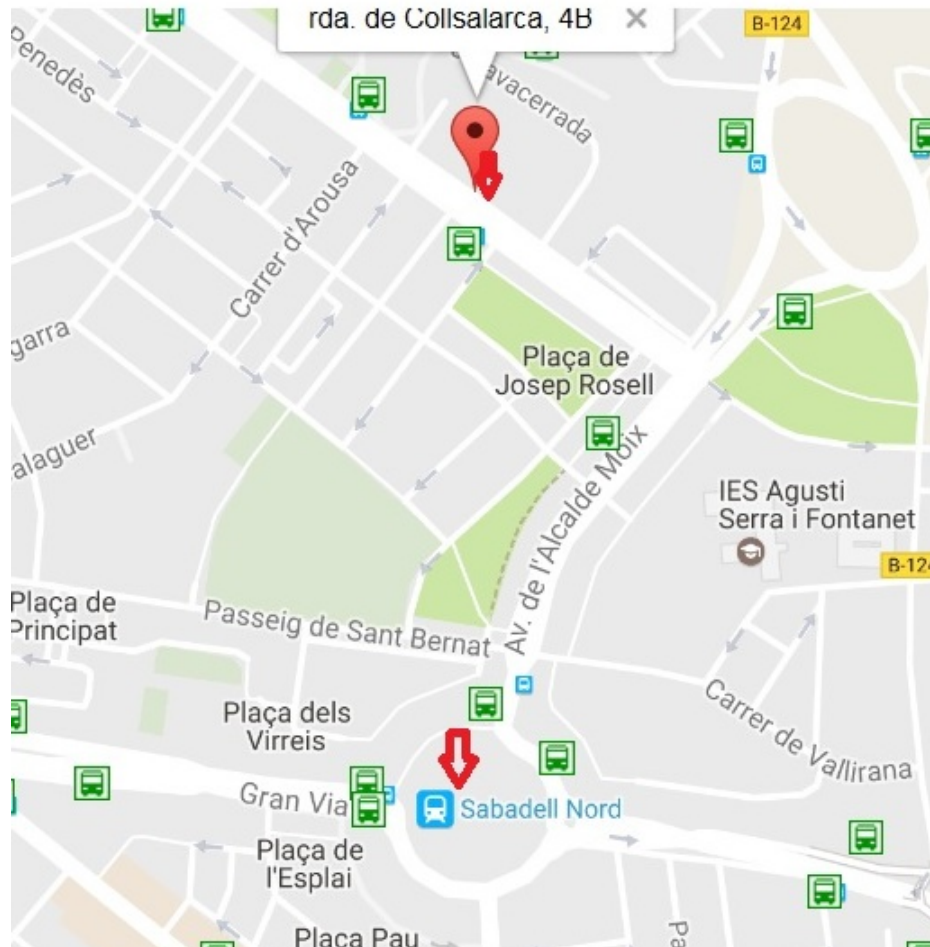 rda. de Collsalarca, 4B
B-124
Penedès
avacerrada
Carrer d'Arousa
garra
Plaça de
Josep Rosell
alaguer
Av. de l'Alcalde Moix
IES Agusti
Serra i Fontanet
B-124
Plaça de
Principat
Passeig de Sant Bernat
Plaça dels
Virreis
Carrer de Vallirana
Gran Via
Sabadell Nord
Plaça de
l'Esplai
Plaça Pau
Pa